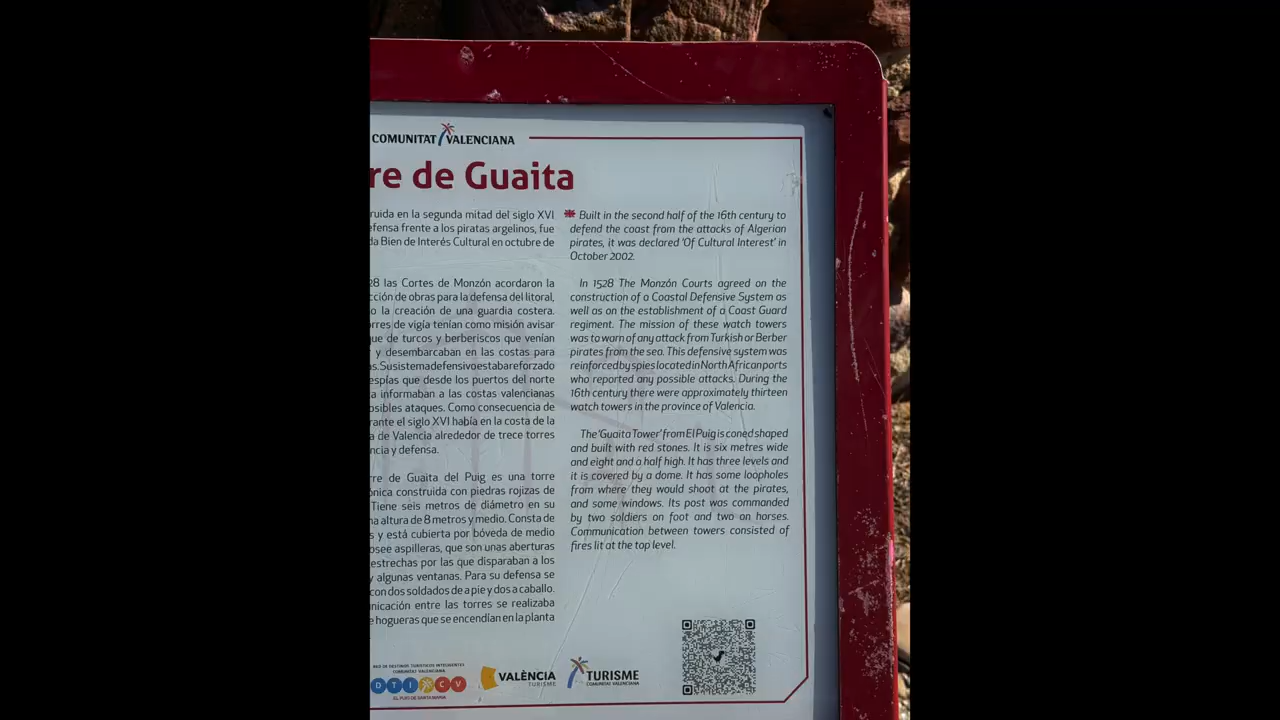 COMUNITAT VALENCIANA
re de Guaita
ruida en la segunda mitad del siglo XVI
efensa frente a los piratas argelinos, fue
da Bien de Interés Cultural en octubre de
28 las Cortes de Monzón acordaron la
cción de obras para la defensa del litoral,
o la creación de una guardia costera.
orres de vigía tenían como misión avisar
que de turcos y berberiscos que venían
y desembarcaban en las costas para
s. Su sistema defensivo estaba reforzado
espías que desde los puertos del norte
a informaban a las costas valencianas
osibles ataques. Como consecuencia de
rante el siglo XVI había en la costa de la
a de Valencia alrededor de trece torres
ncia y defensa.
re de Guaita del Puig es una torre
ónica construida con piedras rojizas de
Tiene seis metros de diámetro en su
na altura de 8 metros y medio. Consta de
s y está cubierta por bóveda de medio
osee aspilleras, que son unas aberturas
estrechas por las que disparaban a los
y algunas ventanas. Para su defensa se
con dos soldados de a pie y dos a caballo.
nicación entre las torres se realizaba
e hogueras que se encendían en la planta
Built in the second half of the 16th century to
defend the coast from the attacks of Algerian
pirates, it was declared 'Of Cultural Interest' in
October 2002.
In 1528 The Monzón Courts agreed on the
construction of a Coastal Defensive System as
well as on the establishment of a Coast Guard
regiment. The mission of these watch towers
was to warn of any attack from Turkish or Berber
pirates from the sea. This defensive system was
reinforced by spies located in North African ports
who reported any possible attacks. During the
16th century there were approximately thirteen
watch towers in the province of Valencia.
The 'Guaita Tower' from El Puig is coned shaped
and built with red stones. It is six metres wide
and eight and a half high. It has three levels and
it is covered by a dome. It has some loopholes
from where they would shoot at the pirates,
and some windows. Its post was commanded
by two soldiers on foot and two on horses.
Communication between towers consisted of
fires lit at the top level.
RED DE DESTINOS TURÍSTICOS INTELIGENTES
COMUNITAT VALENCIANA
DTI CV
EL PUIG DE SANTA MARIA
VALÈNCIA
TURISME
TURISME
COMUNITAT VALENCIANA